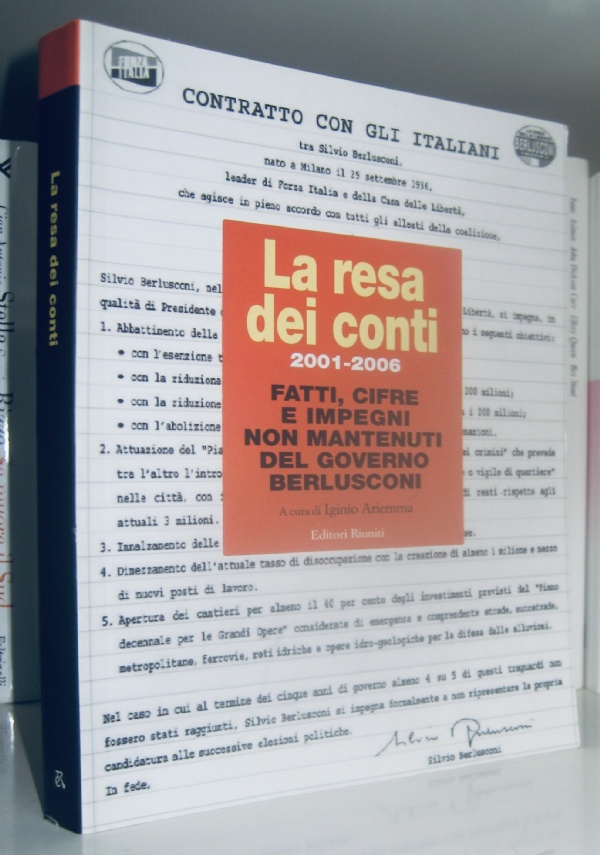 FORZA
ITALIA
CONTRATTO CON GLI ITALIANI
BERLUSCONI
tra Silvio Berlusconi,
nato a Milano il 29 settembre 1936,
leader di Forza Italia e della Casa delle Libertà,
che agisce in pieno accordo con tutti gli alleati della coalizione,
Silvio Berlusconi, nel
Libertà, si impegna, in
qualità di Presidente
i seguenti obiettivi:
1. Abbattimento della
• con l'esenzione
• con la riduzione
200 milioni;
• con la riduzione
i 200 milioni;
• con l'abolizione
2. Attuazione del "Pia
crimini" che prevede
tra l'altro l'intro
o vigile di quartiere"
nelle città, con
di reati rispetto agli
attuali 3 milioni.
3. Innalzamento delle
4. Dimezzamento dell'attuale tasso di disoccupazione con la creazione di almeno 1 milione e mezzo
di nuovi posti di lavoro.
5. Apertura dei cantieri per almeno il 40 per cento degli investimenti previsti dal "Piano
decennale per le Grandi Opere" considerate di emergenza e comprendente strade, autostrade,
metropolitane, ferrovie, reti idriche e opere idro-geologiche per la difesa dalle alluvioni.
Nel caso in cui al termine dei cinque anni di governo almeno 4 su 5 di questi traguardi non
fossero stati raggiunti, Silvio Berlusconi si impegna formalmente a non ripresentare la propria
candidatura alle successive elezioni politiche.
In fede,
Silvio Berlusconi
Silvio Berlusconi
La resa
dei conti
2001-2006
FATTI, CIFRE
E IMPEGNI
NON MANTENUTI
DEL GOVERNO
BERLUSCONI
A cura di Iginio Ariemma
Editori Riuniti
La resa dei conti